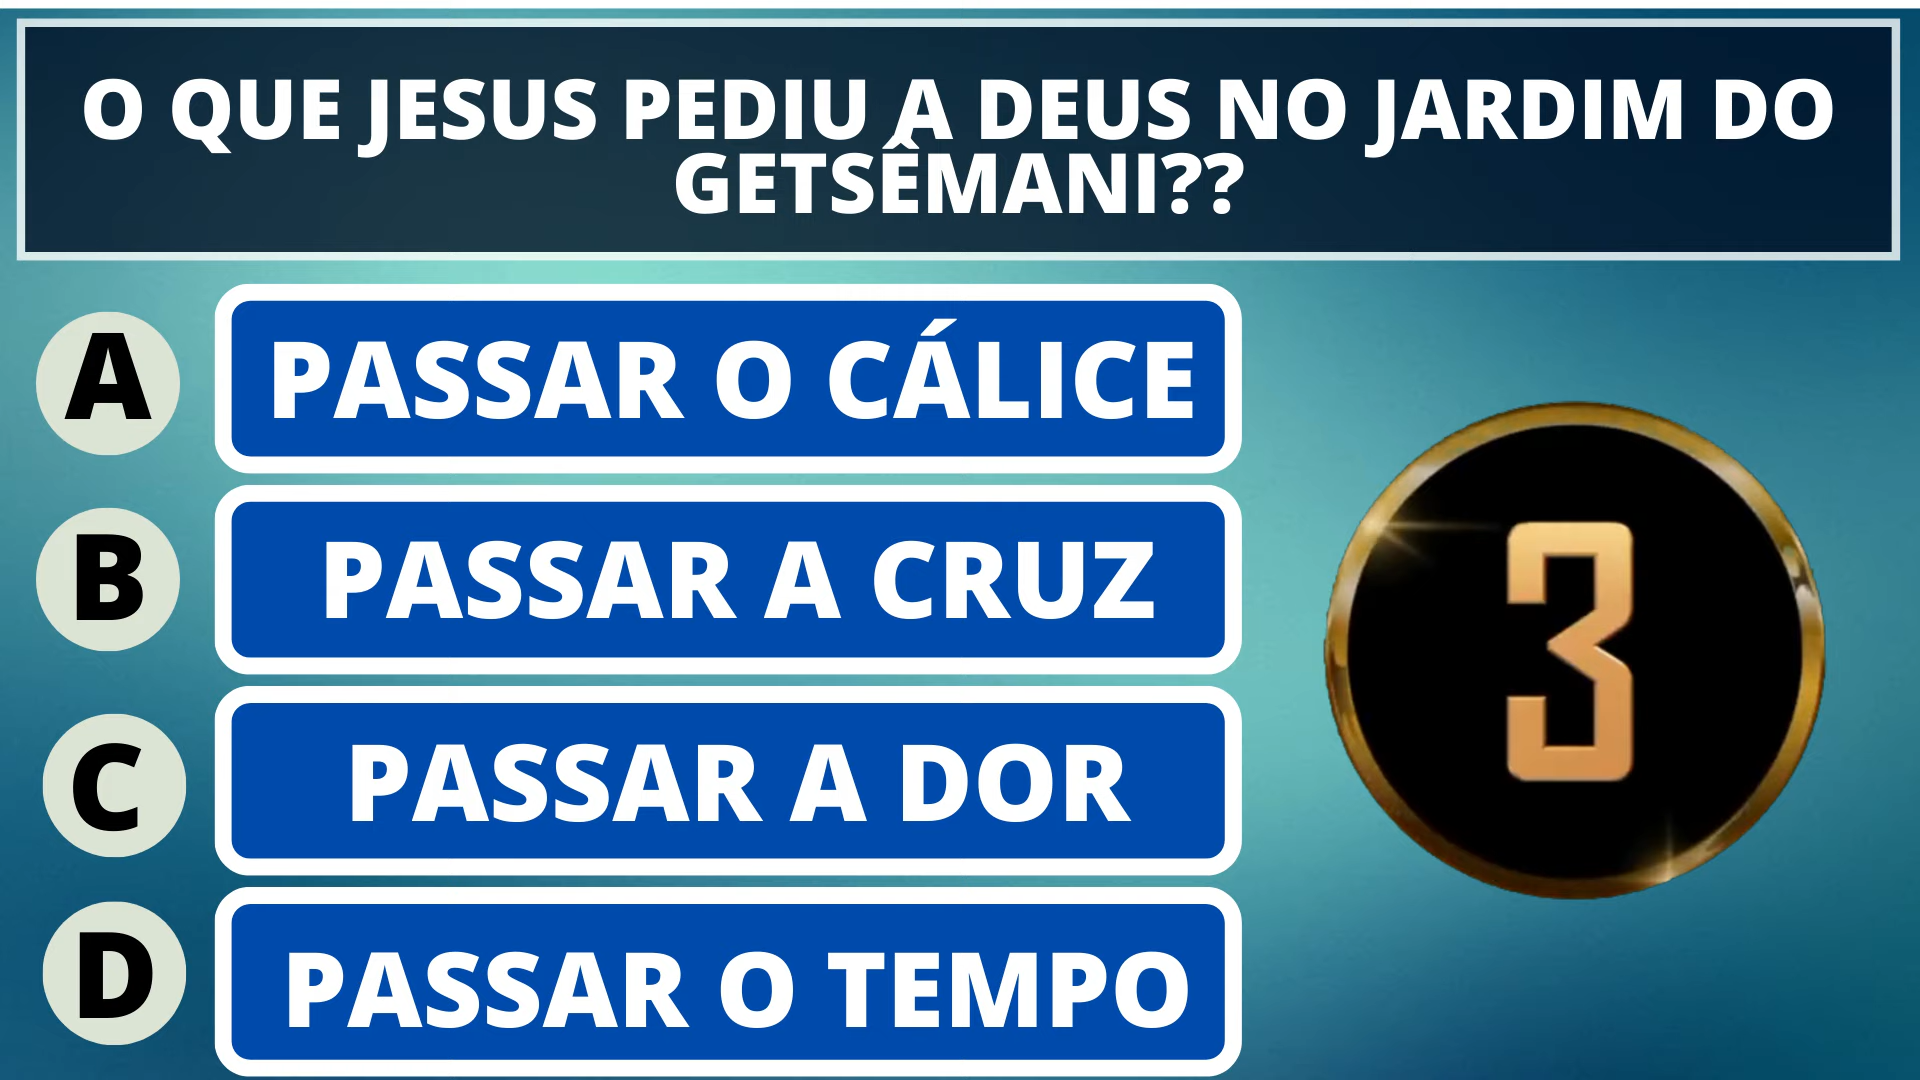 O QUE JESUS PEDIU A DEUS NO JARDIM DO
GETSÊMANI??
A
PASSAR O CÁLICE
B
PASSAR A CRUZ
3
C
PASSAR A DOR
D
PASSAR O TEMPO